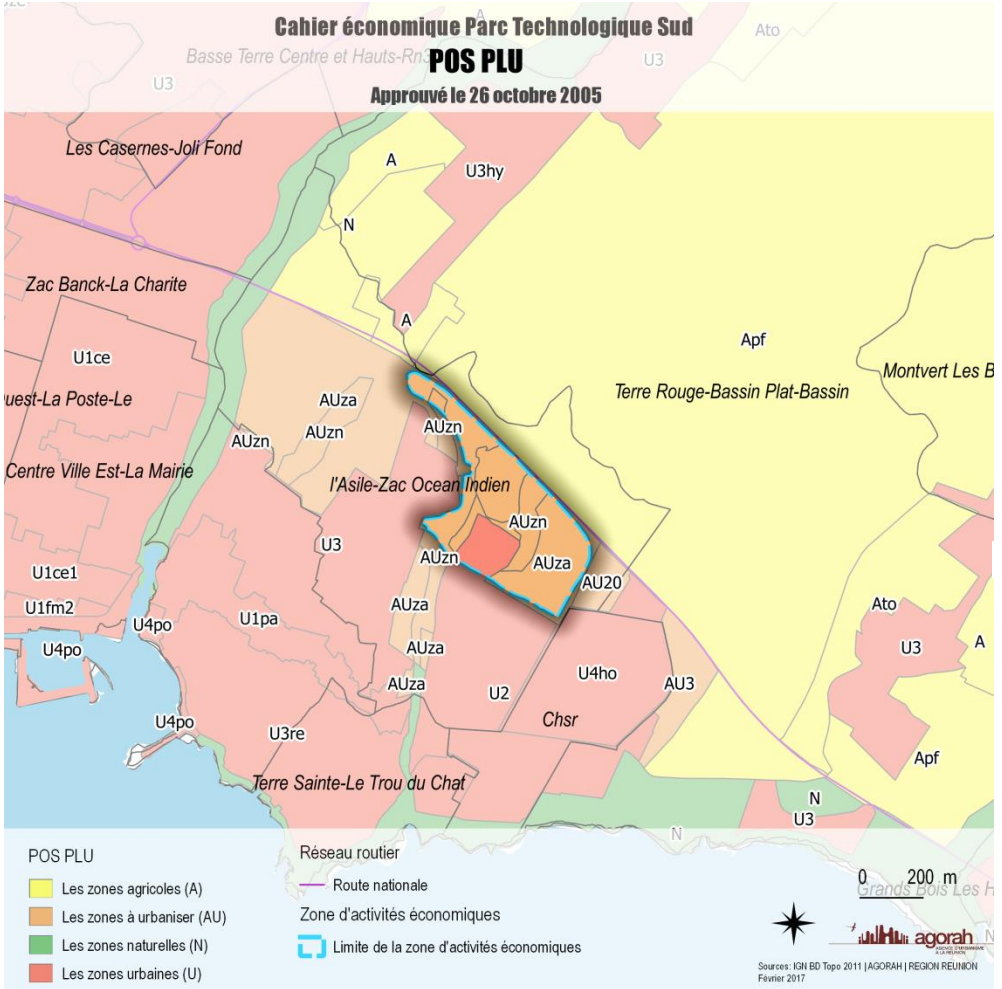 Cahier économique Parc Technologique Sud
Basse Terre Centre et Hauts-Rn3
POS PLU
Approuvé le 26 octobre 2005
Ato
U3
U3
Les Casernes-Joli Fond
A
U3hy
N
Zac Banck-La Charite
A
U1ce
Apf
Montvert Les B
Terre Rouge-Bassin Plat-Bassin
uest-La Poste-Le
AUza
AUzn
AUzn
AUzn
Centre Ville Est-La Mairie
l'Asile-Zac Ocean Indien
AUzn
U3
AUzn
AUza
U1ce1
AU20
U1fm2
AUza
Ato
U4po
U1pa
U4po
AUza
U3
A
U4ho
AUza
U2
AU3
U4po
Chsr
U3re
Apf
Terre Sainte-Le Trou du Chat
N
U3
N
POS PLU
Les zones agricoles (A)
Les zones à urbaniser (AU)
Les zones naturelles (N)
Les zones urbaines (U)
Réseau routier
Route nationale
Zone d'activités économiques
Limite de la zone d'activités économiques
0 200 m
Grands Bois Les H
N
agorah
Sources: IGN BD Topo 2011 | AGORAH | REGION REUNION
Février 2017